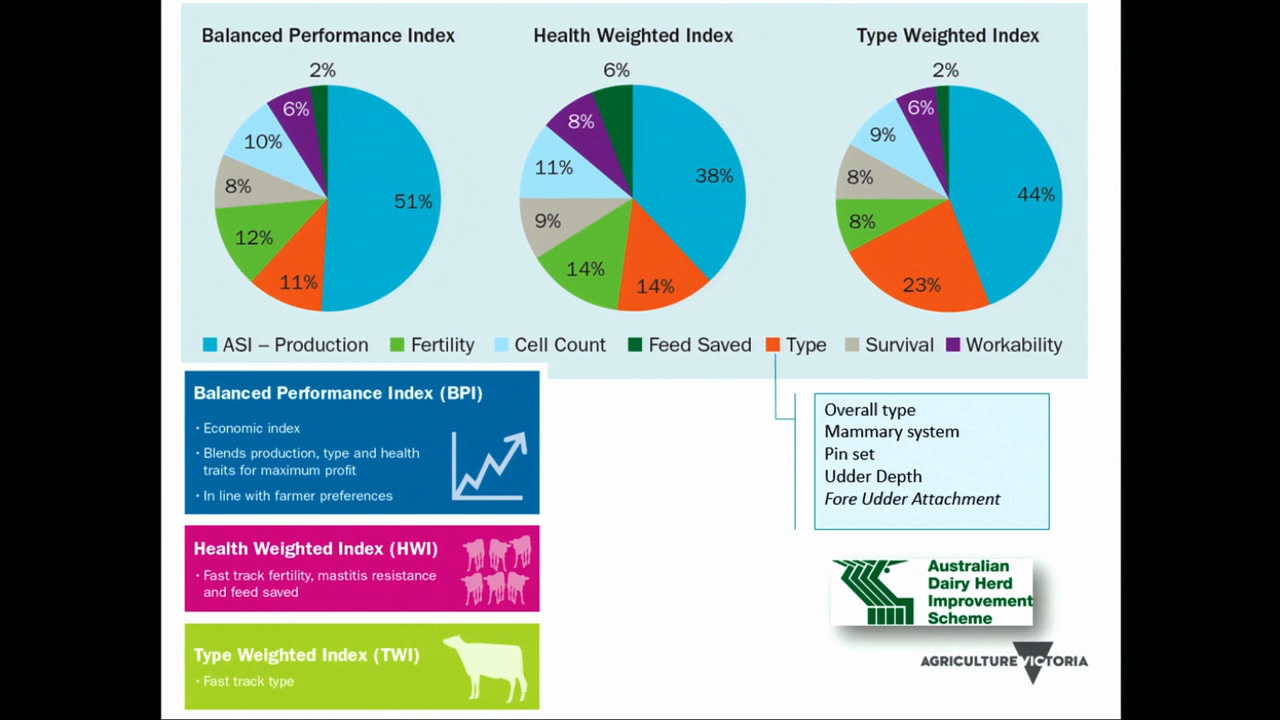 Balanced Performance Index
Health Weighted Index
Type Weighted Index
2%
6%
10%
8%
12%
11%
51%
6%
8%
11%
9%
14%
14%
38%
2%
6%
9%
8%
8%
23%
44%
ASI – Production
Fertility
Cell Count
Feed Saved
Type
Survival
Workability
Balanced Performance Index (BPI)
· Economic index
· Blends production, type and health
traits for maximum profit
· In line with farmer preferences
Health Weighted Index (HWI)
· Fast track fertility, mastitis resistance
and feed saved
Type Weighted Index (TWI)
· Fast track type
Overall type
Mammary system
Pin set
Udder Depth
Fore Udder Attachment
Australian
Dairy Herd
Improvement
Scheme
AGRICULTURE VICTORIA